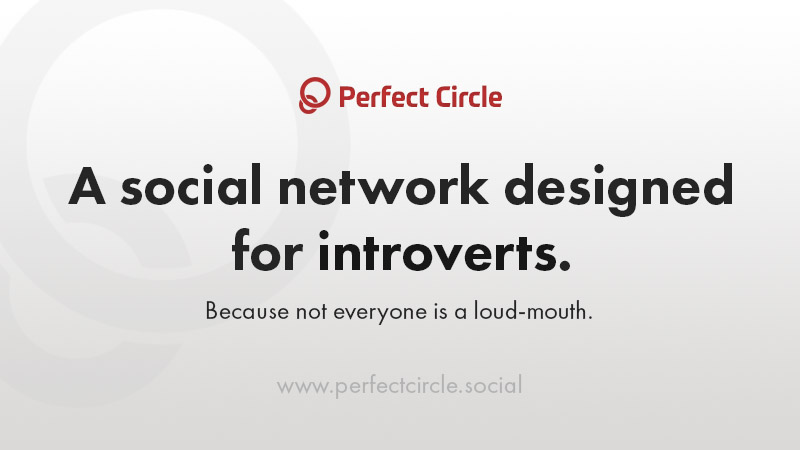 Perfect Circle
A social network designed
for introverts.
Because not everyone is a loud-mouth.
www.perfectcircle.social